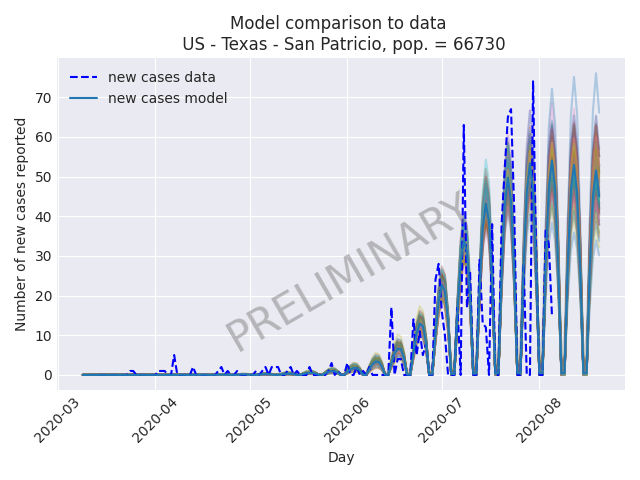 Model comparison to data
US - Texas - San Patricio, pop. = 66730
new cases data
new cases model
Number of new cases reported
70
60
50
40
30
20
10
0
PRELIMINARY
2020-03
2020-04
2020-05
2020-06
2020-07
2020-08
Day